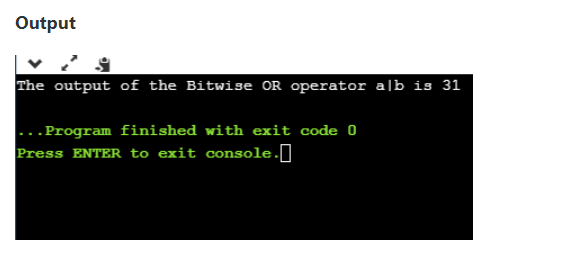 Output
The output of the Bitwise OR operator a|b is 31
...Program finished with exit code 0
Press ENTER to exit console.